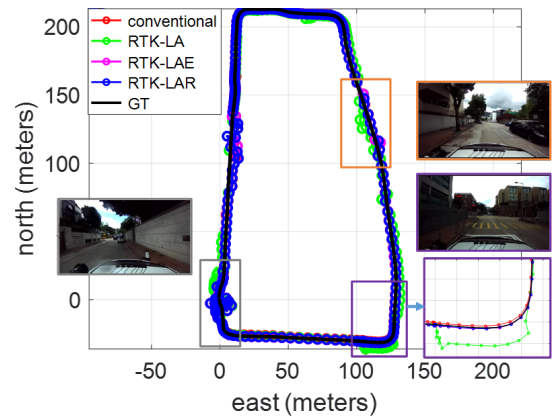 conventional
RTK-LA
RTK-LAE
RTK-LAR
GT
200
150
100
50
0
north (meters)
-50 0 50 100 150 200
east (meters)